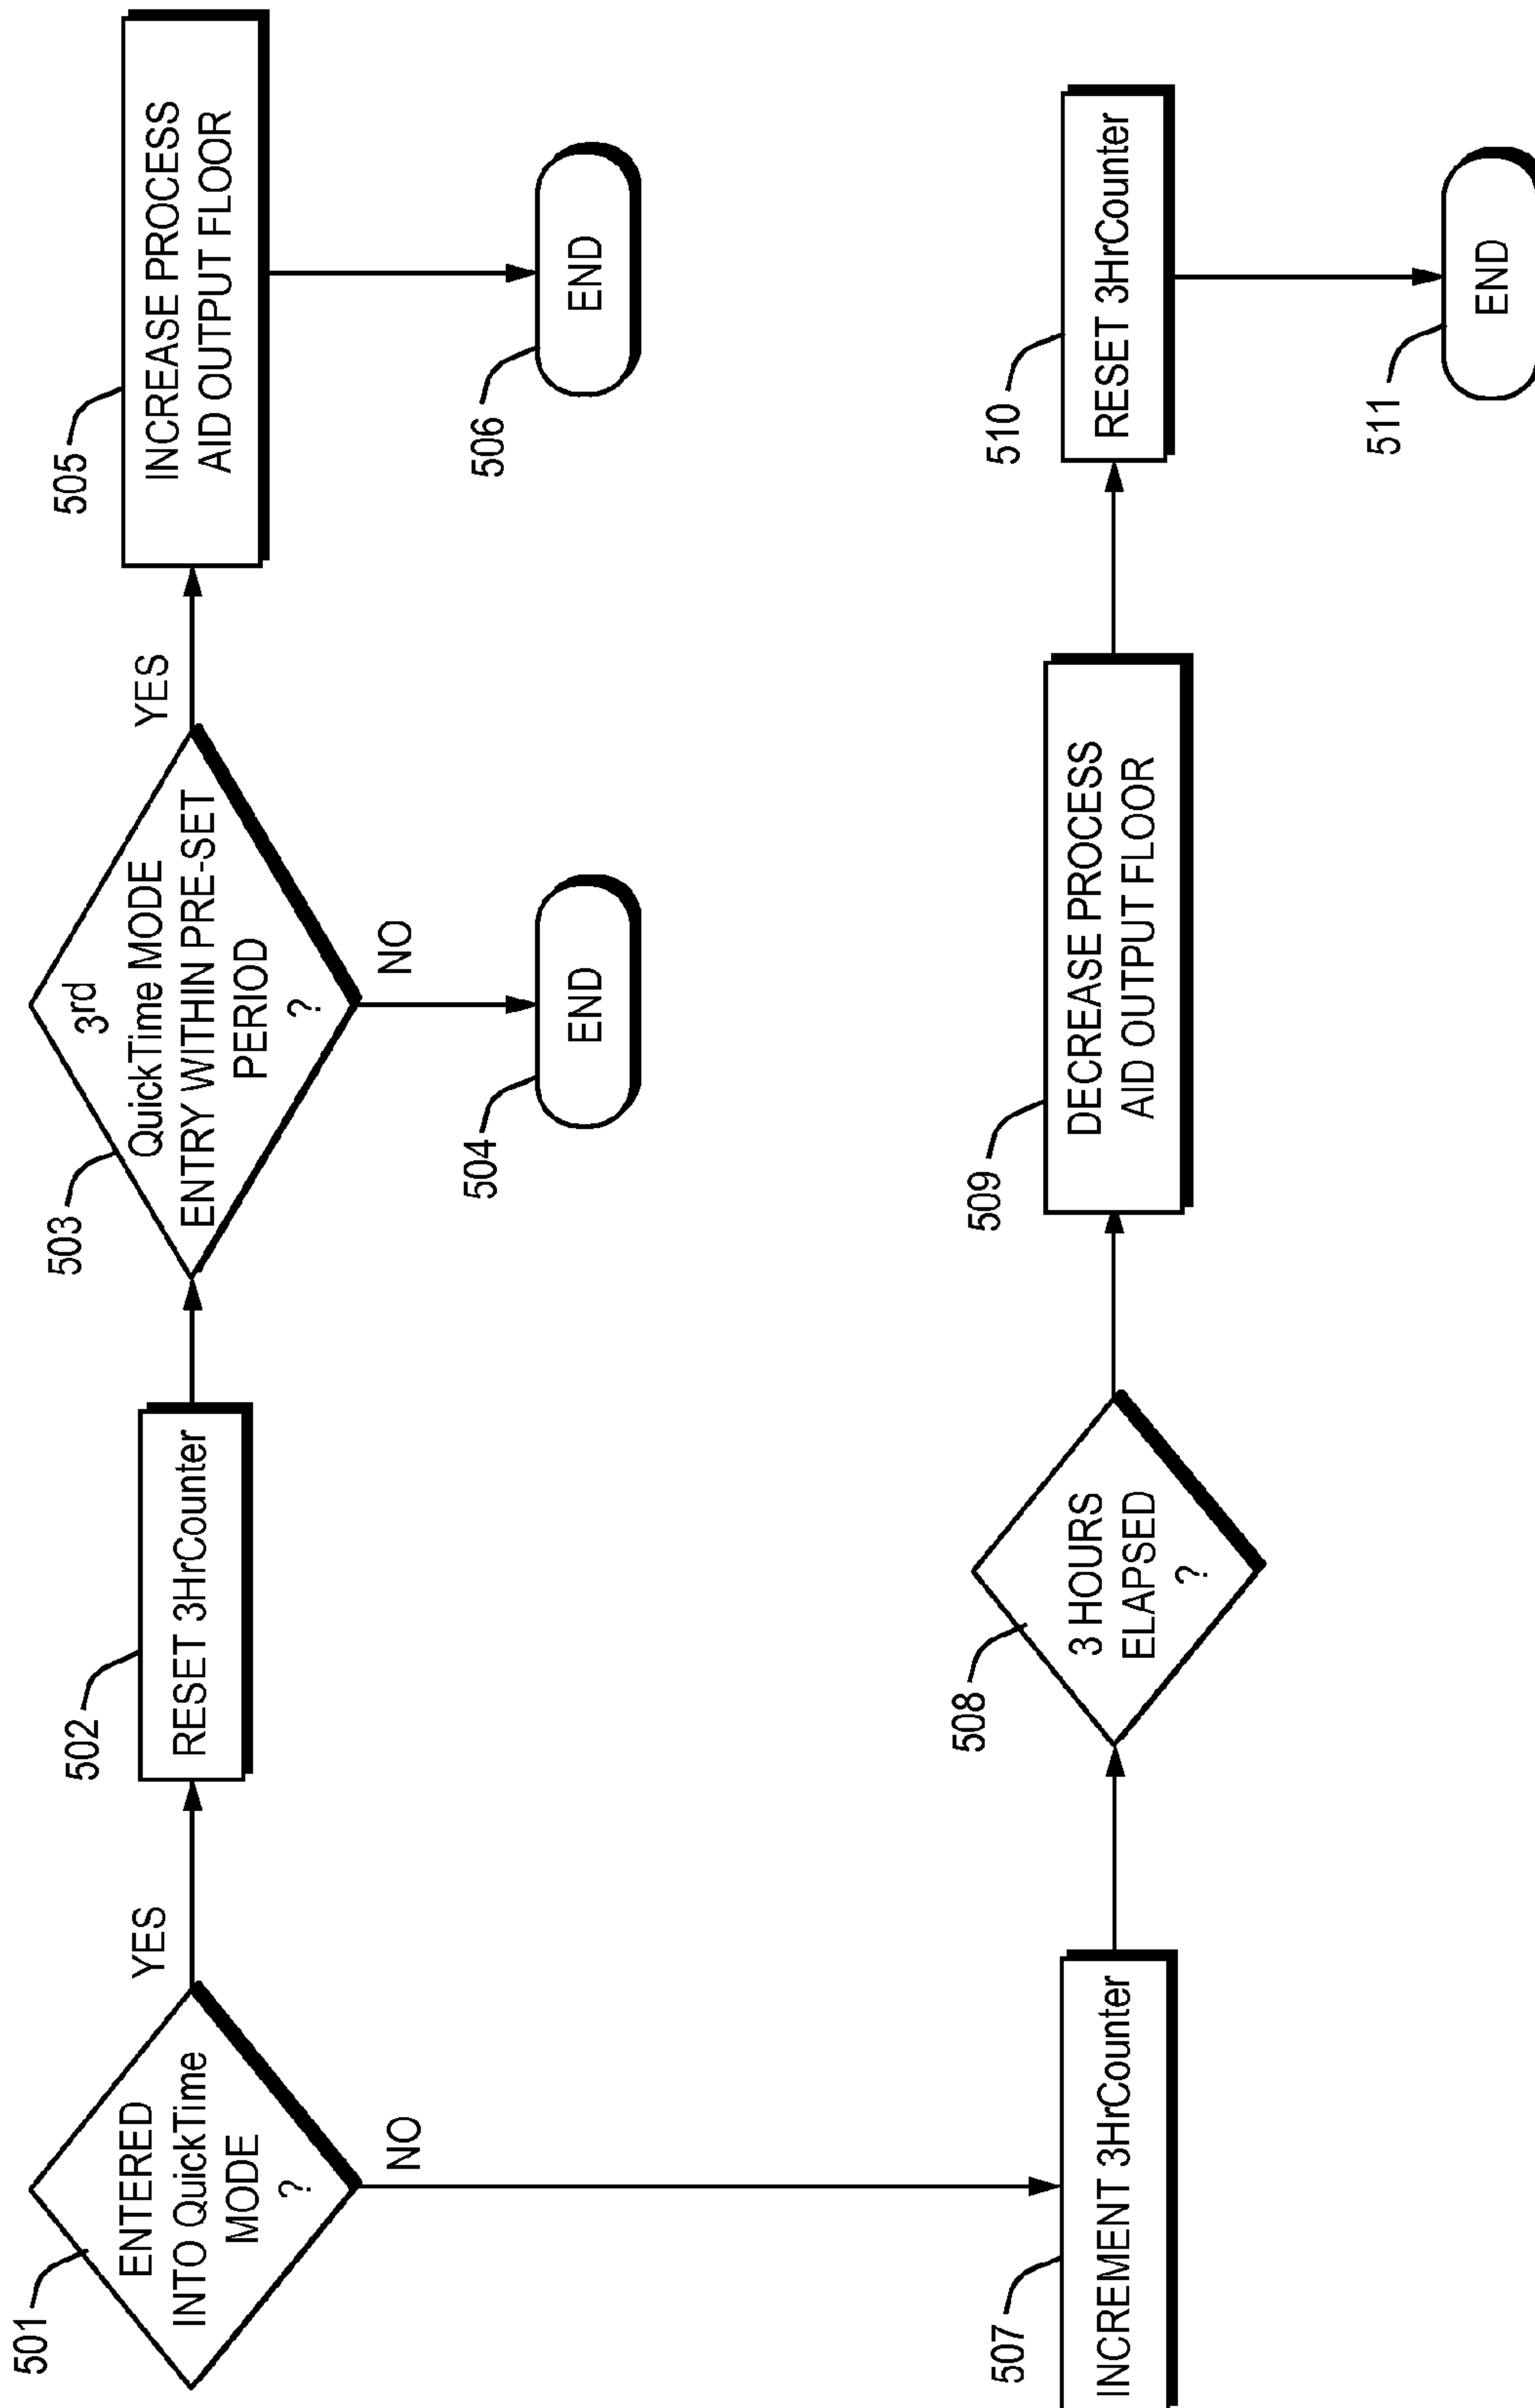 501
ENTERED
INTO QuickTime
MODE
?
YES
NO
502
RESET 3HrCounter
503
3rd
QuickTime MODE
ENTRY WITHIN PRE-SET
PERIOD
?
YES
NO
504
END
505
INCREASE PROCESS
AID OUTPUT FLOOR
506
END
507
INCREMENT 3HrCounter
508
3 HOURS
ELAPSED
?
509
DECREASE PROCESS
AID OUTPUT FLOOR
510
RESET 3HrCounter
511
END